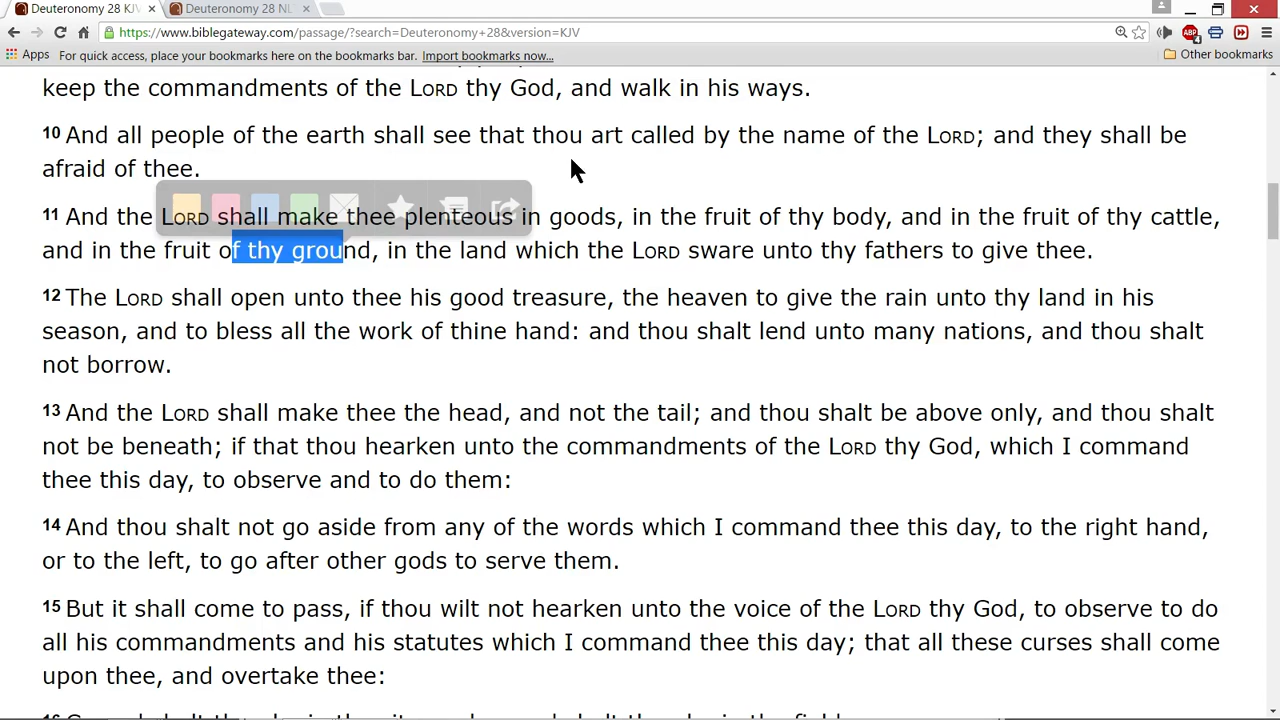 Deuteronomy 28 KJV
Deuteronomy 28 NL
https://www.biblegateway.com/passage/?search=Deuteronomy+28&version=KJV
ABP
4
Apps For quick access, place your bookmarks here on the bookmarks bar. Import bookmarks now... Other bookmarks
keep the commandments of the LORD thy God, and walk in his ways.
10 And all people of the earth shall see that thou art called by the name of the LORD; and they shall be
afraid of thee.
11 And the LORD shall make thee plenteous in goods, in the fruit of thy body, and in the fruit of thy cattle,
and in the fruit of thy ground, in the land which the LORD sware unto thy fathers to give thee.
12 The LORD shall open unto thee his good treasure, the heaven to give the rain unto thy land in his
season, and to bless all the work of thine hand: and thou shalt lend unto many nations, and thou shalt
not borrow.
13 And the LORD shall make thee the head, and not the tail; and thou shalt be above only, and thou shalt
not be beneath; if that thou hearken unto the commandments of the LORD thy God, which I command
thee this day, to observe and to do them:
14 And thou shalt not go aside from any of the words which I command thee this day, to the right hand,
or to the left, to go after other gods to serve them.
15 But it shall come to pass, if thou wilt not hearken unto the voice of the LORD thy God, to observe to do
all his commandments and his statutes which I command thee this day; that all these curses shall come
upon thee, and overtake thee: